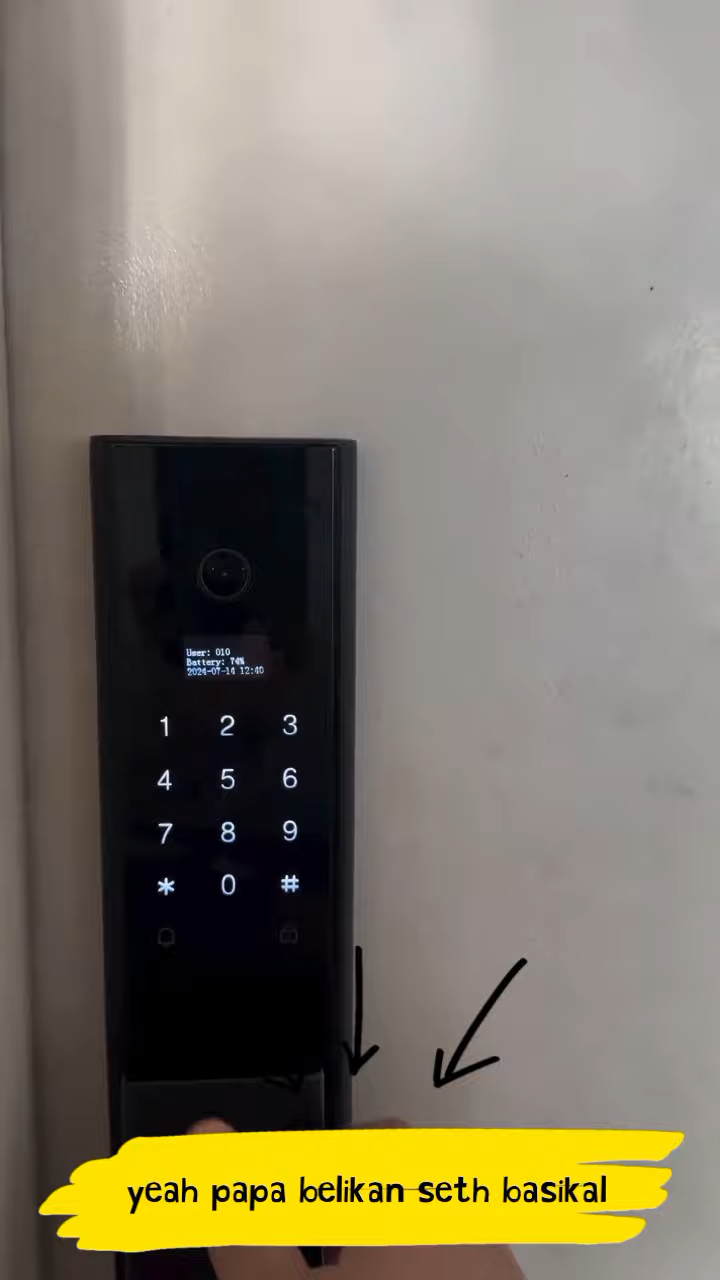 User: 010
Battery: 74%
2024-07-14 12:40
1 2 3
4 5 6
7 8 9
* 0 #
yeah papa belikan seth basikal